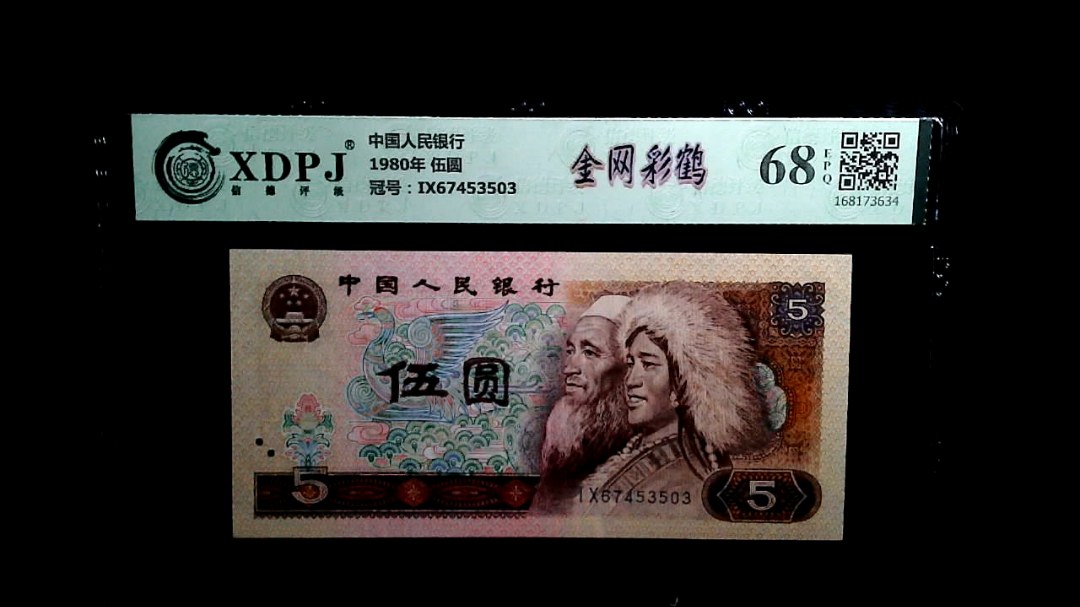 XDPJ®
信德评级
中国人民银行
1980年 伍圆
冠号：IX67453503
金网彩鹤
68
EPQ
168173634
中国人民银行
5
伍圆
5
IX67453503
5